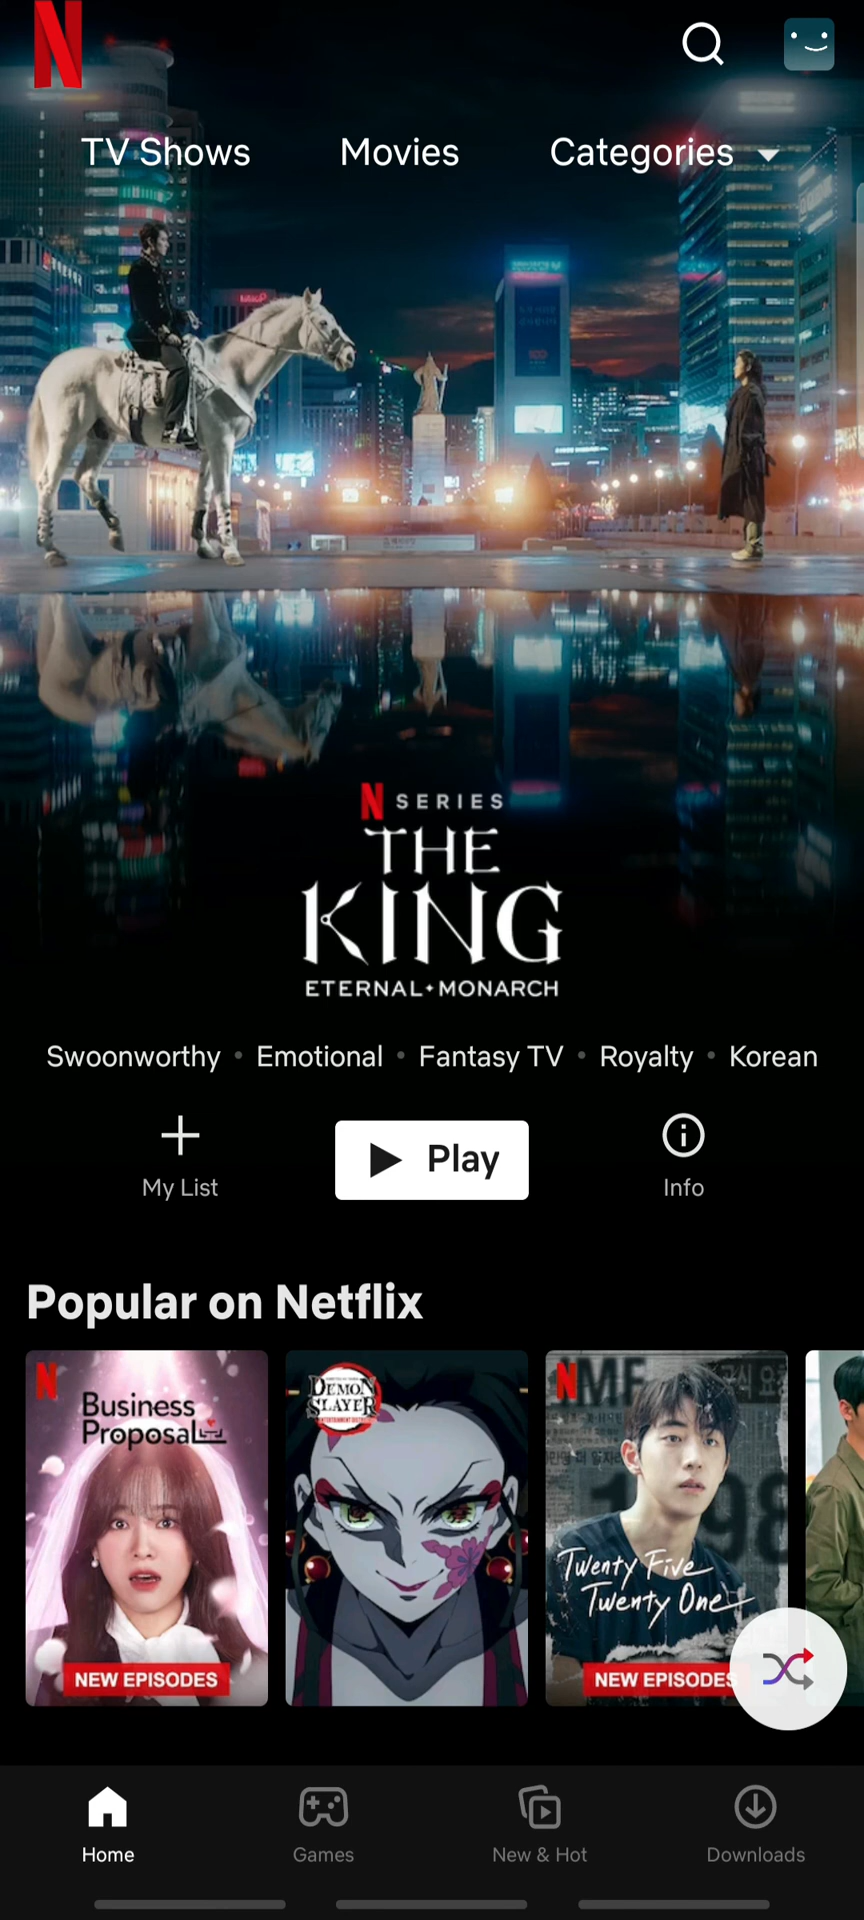 TV Shows
Movies
Categories
N SERIES
THE
KING
ETERNAL✦MONARCH
Swoonworthy • Emotional • Fantasy TV • Royalty • Korean
My List
Play
Info
Popular on Netflix
Business
Proposal
NEW EPISODES
DEMON
SLAYER
IMF
198
Twenty Five
Twenty One
NEW EPISODES
Home
Games
New & Hot
Downloads